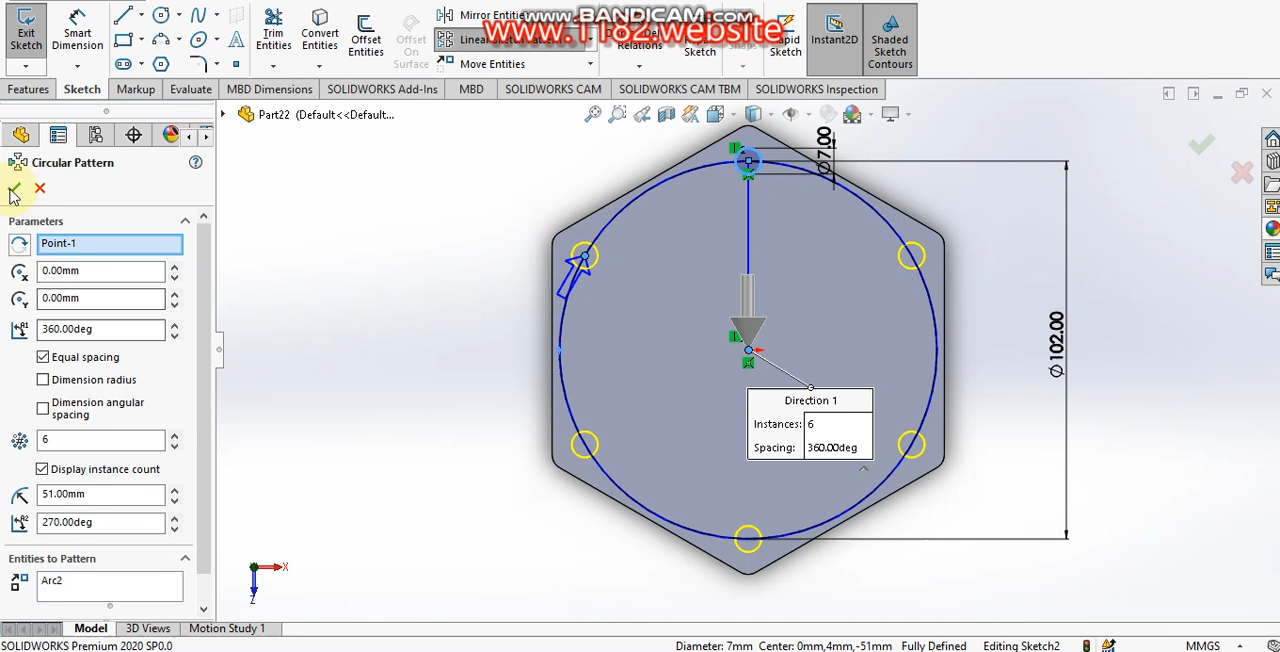 www.BANDICAM.com
www.1182.website
Exit
Sketch
Smart
Dimension
Trim
Entities
Convert
Entities
Offset
Entities
Offset
On
Surface
Mirror Entities
Linear Sketch Pattern
Move Entities
Relations
Rapid
Sketch
Instant2D
Shaded
Sketch
Contours
Features
Sketch
Markup
Evaluate
MBD Dimensions
SOLIDWORKS Add-Ins
MBD
SOLIDWORKS CAM
SOLIDWORKS CAM TBM
SOLIDWORKS Inspection
Part22 (Default<<Default...
Circular Pattern
Parameters
Point-1
0.00mm
0.00mm
360.00deg
Equal spacing
Dimension radius
Dimension angular
spacing
6
Display instance count
51.00mm
270.00deg
Entities to Pattern
Arc2
Ø7.00
Ø102.00
Direction 1
Instances: 6
Spacing: 360.00deg
X
Z
Model
3D Views
Motion Study 1
SOLIDWORKS Premium 2020 SP0.0
Diameter: 7mm Center: 0mm,4mm,-51mm
Fully Defined
Editing Sketch2
MMGS